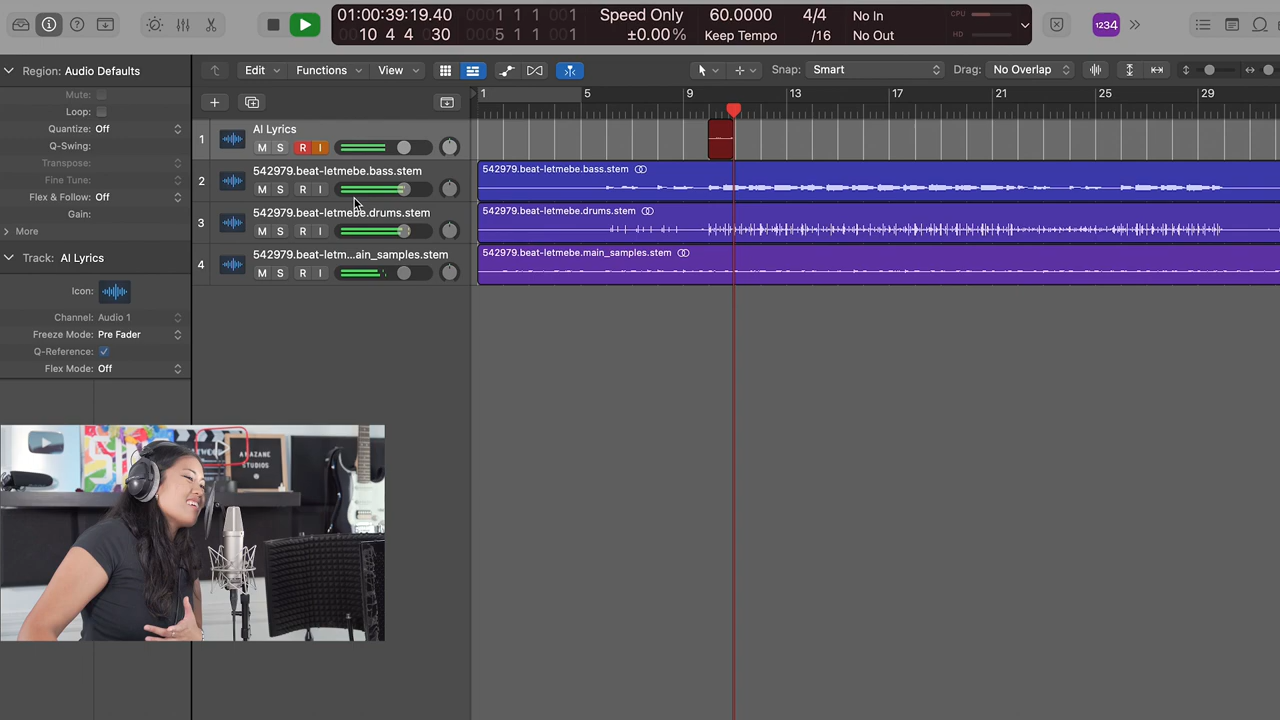 01:00:39:19.40
10 4 4 30
1 1 1
0005 1 1 001
Speed Only
±0.00%
60.0000
Keep Tempo
4/4
/16
No In
No Out
CPU
HD
1234
Region: Audio Defaults
Mute:
Loop:
Quantize: Off
Q-Swing:
Transpose:
Fine Tune:
Flex & Follow: Off
Gain:
More
Track: AI Lyrics
Icon:
Channel: Audio 1
Freeze Mode: Pre Fader
Q-Reference:
Flex Mode: Off
Edit
Functions
View
Snap: Smart
Drag: No Overlap
1 5 9 13 17 21 25 29
1
AI Lyrics
M S R I
2
542979.beat-letmebe.bass.stem
M S R I
3
542979.beat-letmebe.drums.stem
M S R I
4
542979.beat-letm...ain_samples.stem
M S R I
542979.beat-letmebe.bass.stem
542979.beat-letmebe.drums.stem
542979.beat-letmebe.main_samples.stem
AMAZANE
STUDIOS